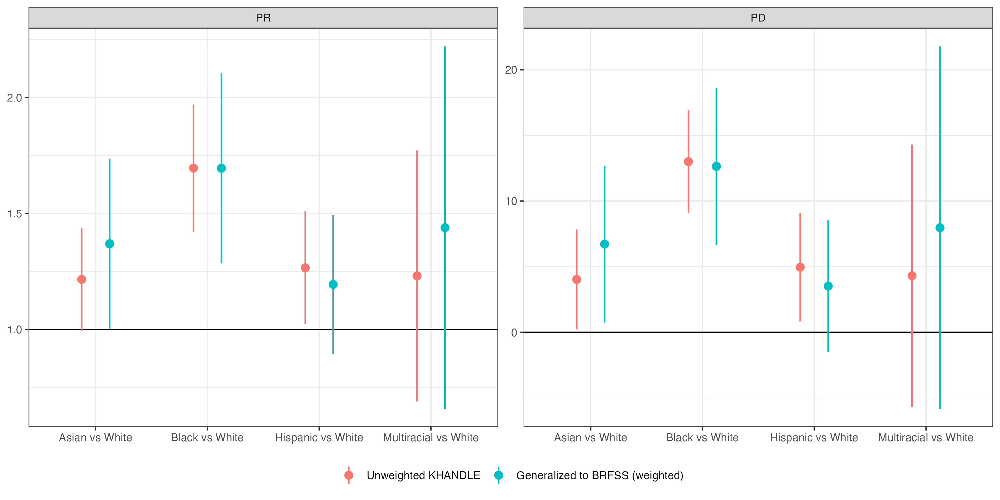 PR
PD
2.0
1.5
1.0
20
10
0
Asian vs White
Black vs White
Hispanic vs White
Multiracial vs White
Asian vs White
Black vs White
Hispanic vs White
Multiracial vs White
Unweighted KHANDLE
Generalized to BRFSS (weighted)